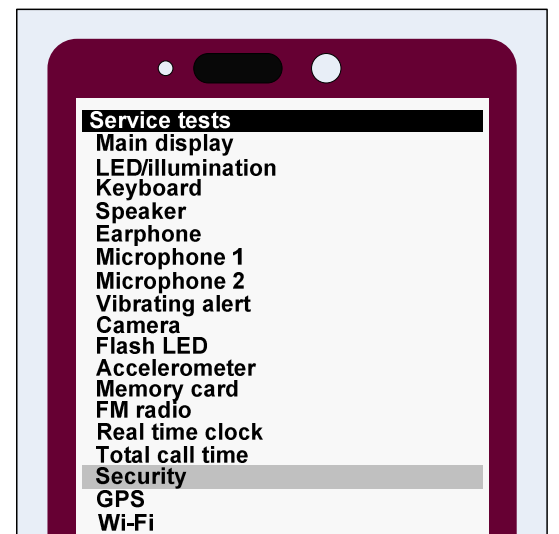 Service tests
Main display
LED/illumination
Keyboard
Speaker
Earphone
Microphone 1
Microphone 2
Vibrating alert
Camera
Flash LED
Accelerometer
Memory card
FM radio
Real time clock
Total call time
Security
GPS
Wi-Fi